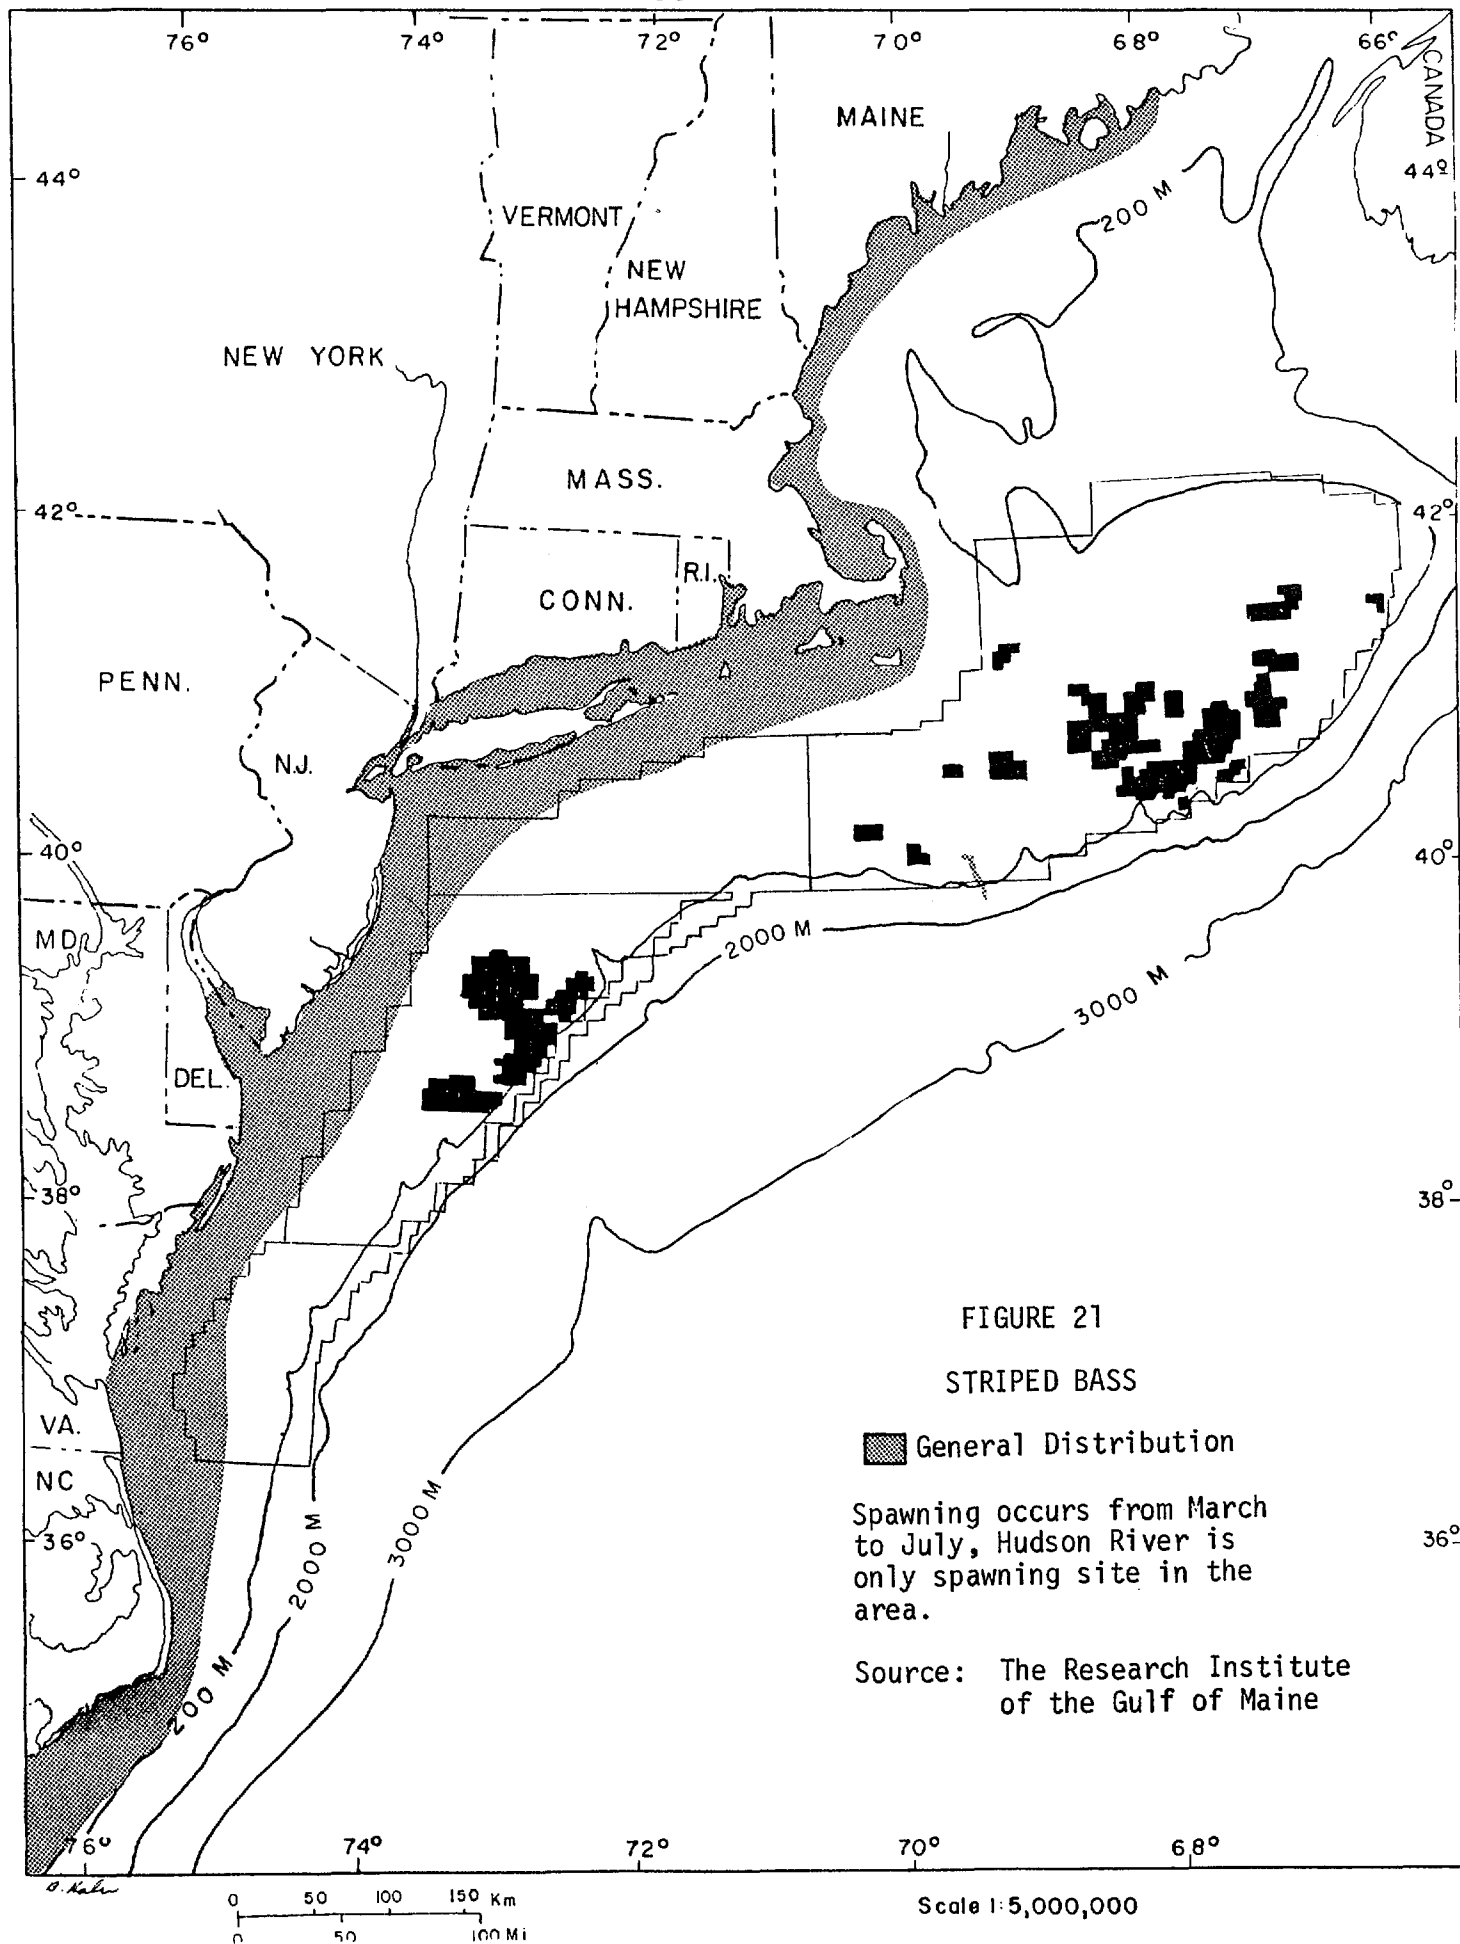 76° 74° 72° 70° 68° 66°
CANADA
MAINE
44° 44°
VERMONT
200 M
NEW
HAMPSHIRE
NEW YORK
MASS.
42° 42°
R.I.
CONN.
PENN.
N.J.
40° 40°
MD.
2000 M
3000 M
DEL.
38° 38°
FIGURE 21
STRIPED BASS
General Distribution
VA.
NC
Spawning occurs from March
to July, Hudson River is
only spawning site in the
area.
36° 36°
3000 M
2000 M
200 M
Source: The Research Institute
of the Gulf of Maine
76° 74° 72° 70° 68°
0 50 100 150 Km
0 50 100 Mi
Scale 1:5,000,000